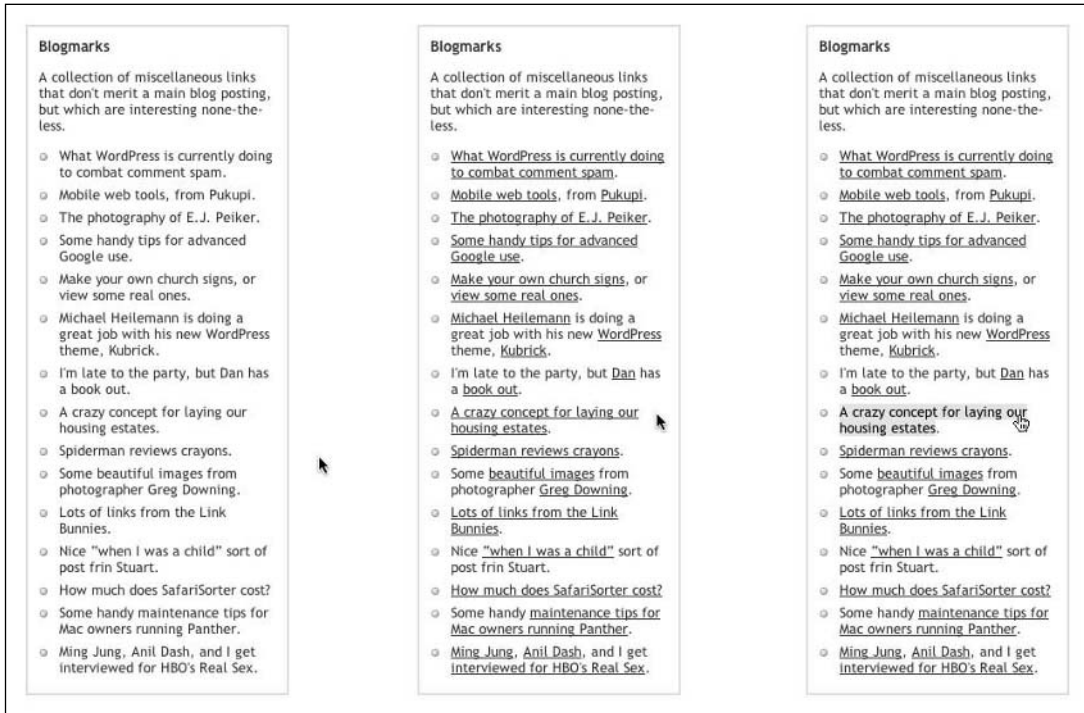 Blogmarks
A collection of miscellaneous links
that don't merit a main blog posting,
but which are interesting none-the-
less.
What WordPress is currently doing
to combat comment spam.
Mobile web tools, from Pukupi.
The photography of E.J. Peiker.
Some handy tips for advanced
Google use.
Make your own church signs, or
view some real ones.
Michael Heilemann is doing a
great job with his new WordPress
theme, Kubrick.
I'm late to the party, but Dan has
a book out.
A crazy concept for laying our
housing estates.
Spiderman reviews crayons.
Some beautiful images from
photographer Greg Downing.
Lots of links from the Link
Bunnies.
Nice "when I was a child" sort of
post frin Stuart.
How much does SafariSorter cost?
Some handy maintenance tips for
Mac owners running Panther.
Ming Jung, Anil Dash, and I get
interviewed for HBO's Real Sex.
Blogmarks
A collection of miscellaneous links
that don't merit a main blog posting,
but which are interesting none-the-
less.
What WordPress is currently doing
to combat comment spam.
Mobile web tools, from Pukupi.
The photography of E.J. Peiker.
Some handy tips for advanced
Google use.
Make your own church signs, or
view some real ones.
Michael Heilemann is doing a
great job with his new WordPress
theme, Kubrick.
I'm late to the party, but Dan has
a book out.
A crazy concept for laying our
housing estates.
Spiderman reviews crayons.
Some beautiful images from
photographer Greg Downing.
Lots of links from the Link
Bunnies.
Nice "when I was a child" sort of
post frin Stuart.
How much does SafariSorter cost?
Some handy maintenance tips for
Mac owners running Panther.
Ming Jung, Anil Dash, and I get
interviewed for HBO's Real Sex.
Blogmarks
A collection of miscellaneous links
that don't merit a main blog posting,
but which are interesting none-the-
less.
What WordPress is currently doing
to combat comment spam.
Mobile web tools, from Pukupi.
The photography of E.J. Peiker.
Some handy tips for advanced
Google use.
Make your own church signs, or
view some real ones.
Michael Heilemann is doing a
great job with his new WordPress
theme, Kubrick.
I'm late to the party, but Dan has
a book out.
A crazy concept for laying our
housing estates.
Spiderman reviews crayons.
Some beautiful images from
photographer Greg Downing.
Lots of links from the Link
Bunnies.
Nice "when I was a child" sort of
post frin Stuart.
How much does SafariSorter cost?
Some handy maintenance tips for
Mac owners running Panther.
Ming Jung, Anil Dash, and I get
interviewed for HBO's Real Sex.